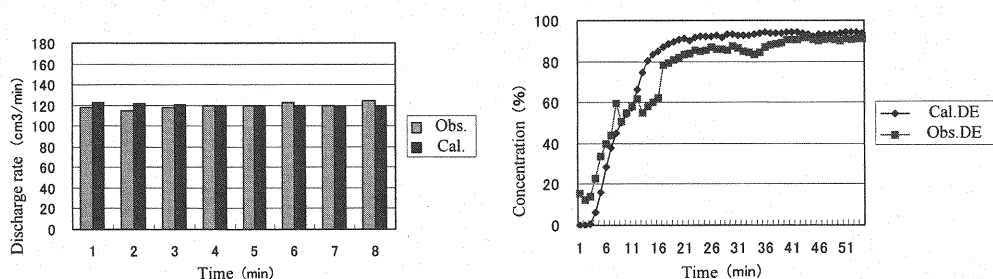 Discharge rate (cm3/min)
180
160
140
120
100
80
60
40
20
0
1 2 3 4 5 6 7 8
Time (min)
Obs.
Cal.
Concentration (%)
100
80
60
40
20
0
1 6 11 16 21 26 31 36 41 46 51
Time (min)
Cal.DE
Obs.DE